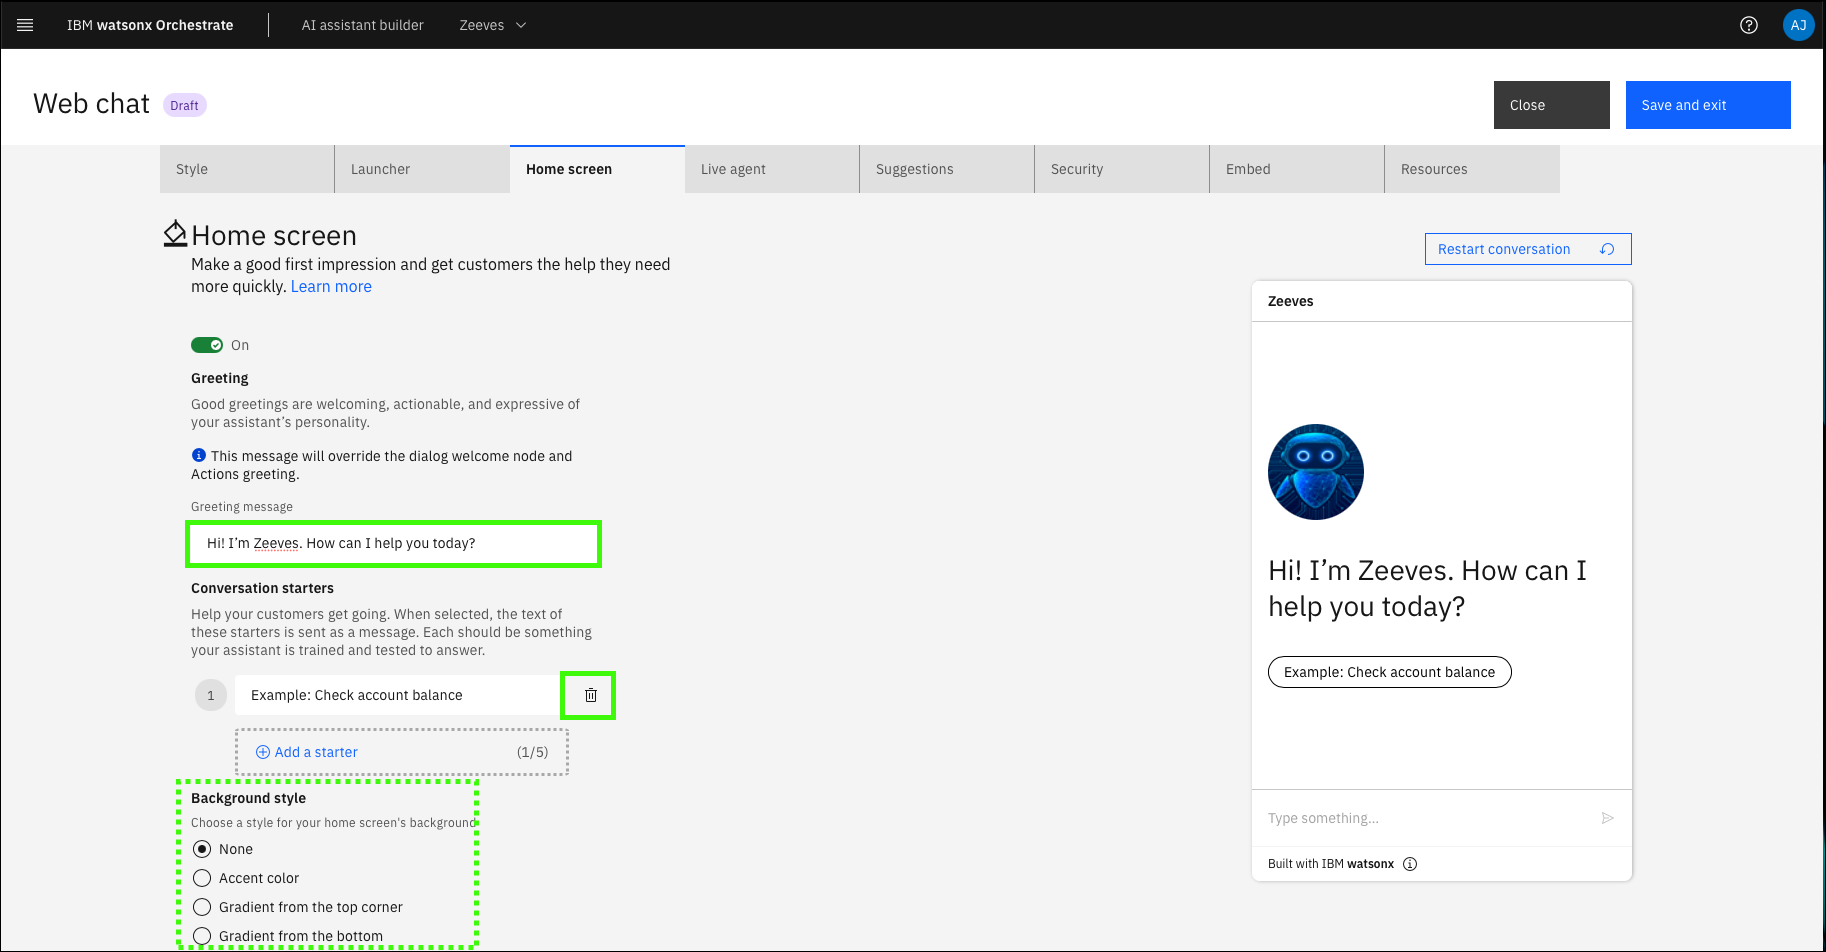 IBM watsonx Orchestrate
AI assistant builder
Zeeves
AJ
Web chat
Draft
Close
Save and exit
Style
Launcher
Home screen
Live agent
Suggestions
Security
Embed
Resources
Home screen
Make a good first impression and get customers the help they need
more quickly. Learn more
On
Greeting
Good greetings are welcoming, actionable, and expressive of
your assistant’s personality.
This message will override the dialog welcome node and
Actions greeting.
Greeting message
Hi! I’m Zeeves. How can I help you today?
Conversation starters
Help your customers get going. When selected, the text of
these starters is sent as a message. Each should be something
your assistant is trained and tested to answer.
1
Example: Check account balance
Add a starter
(1/5)
Background style
Choose a style for your home screen's background
None
Accent color
Gradient from the top corner
Gradient from the bottom
Restart conversation
Zeeves
Hi! I’m Zeeves. How can I
help you today?
Example: Check account balance
Type something...
Built with IBM watsonx